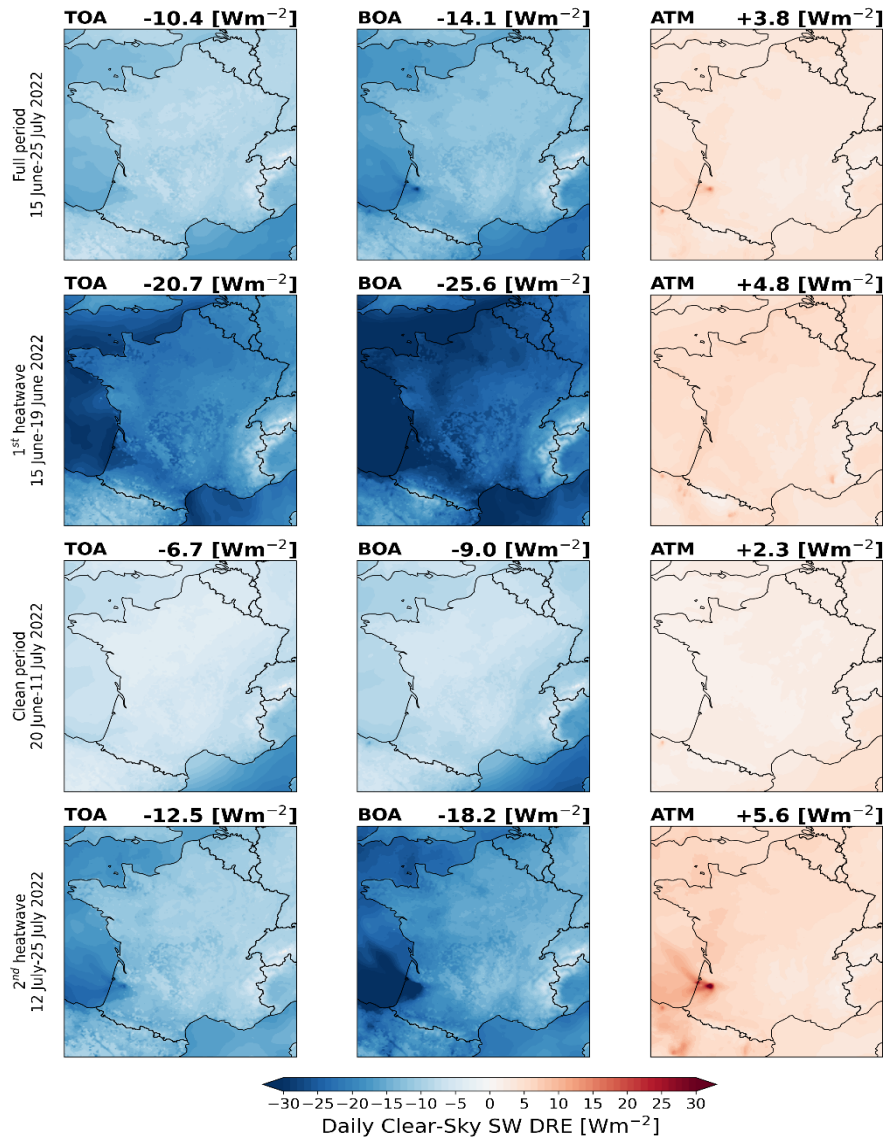 TOA -10.4 [Wm⁻²] BOA -14.1 [Wm⁻²] ATM +3.8 [Wm⁻²]
Full period
15 June-25 July 2022
TOA -20.7 [Wm⁻²] BOA -25.6 [Wm⁻²] ATM +4.8 [Wm⁻²]
1ˢᵗ heatwave
15 June-19 June 2022
TOA -6.7 [Wm⁻²] BOA -9.0 [Wm⁻²] ATM +2.3 [Wm⁻²]
Clean period
20 June-11 July 2022
TOA -12.5 [Wm⁻²] BOA -18.2 [Wm⁻²] ATM +5.6 [Wm⁻²]
2ⁿᵈ heatwave
12 July-25 July 2022
−30 −25 −20 −15 −10 −5 0 5 10 15 20 25 30
Daily Clear-Sky SW DRE [Wm⁻²]